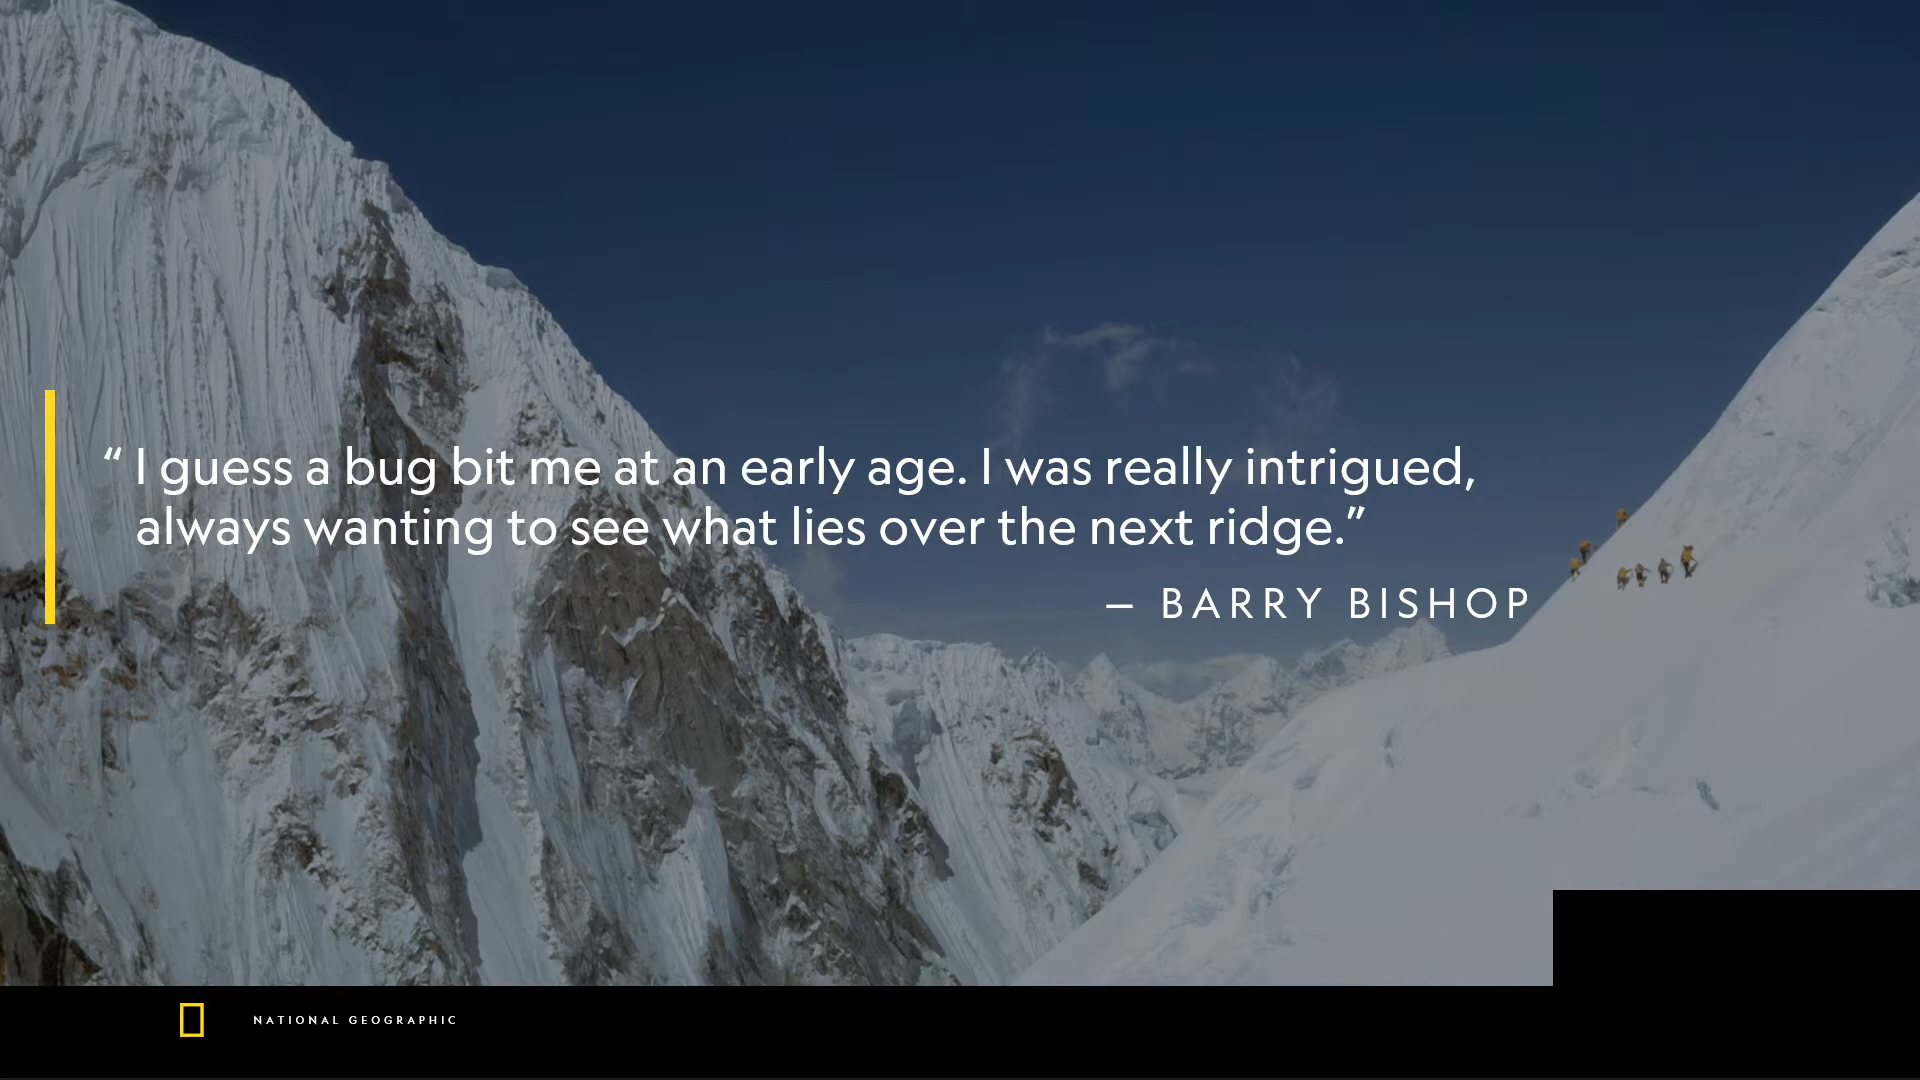 “ I guess a bug bit me at an early age. I was really intrigued,
always wanting to see what lies over the next ridge.”
– BARRY BISHOP
NATIONAL GEOGRAPHIC